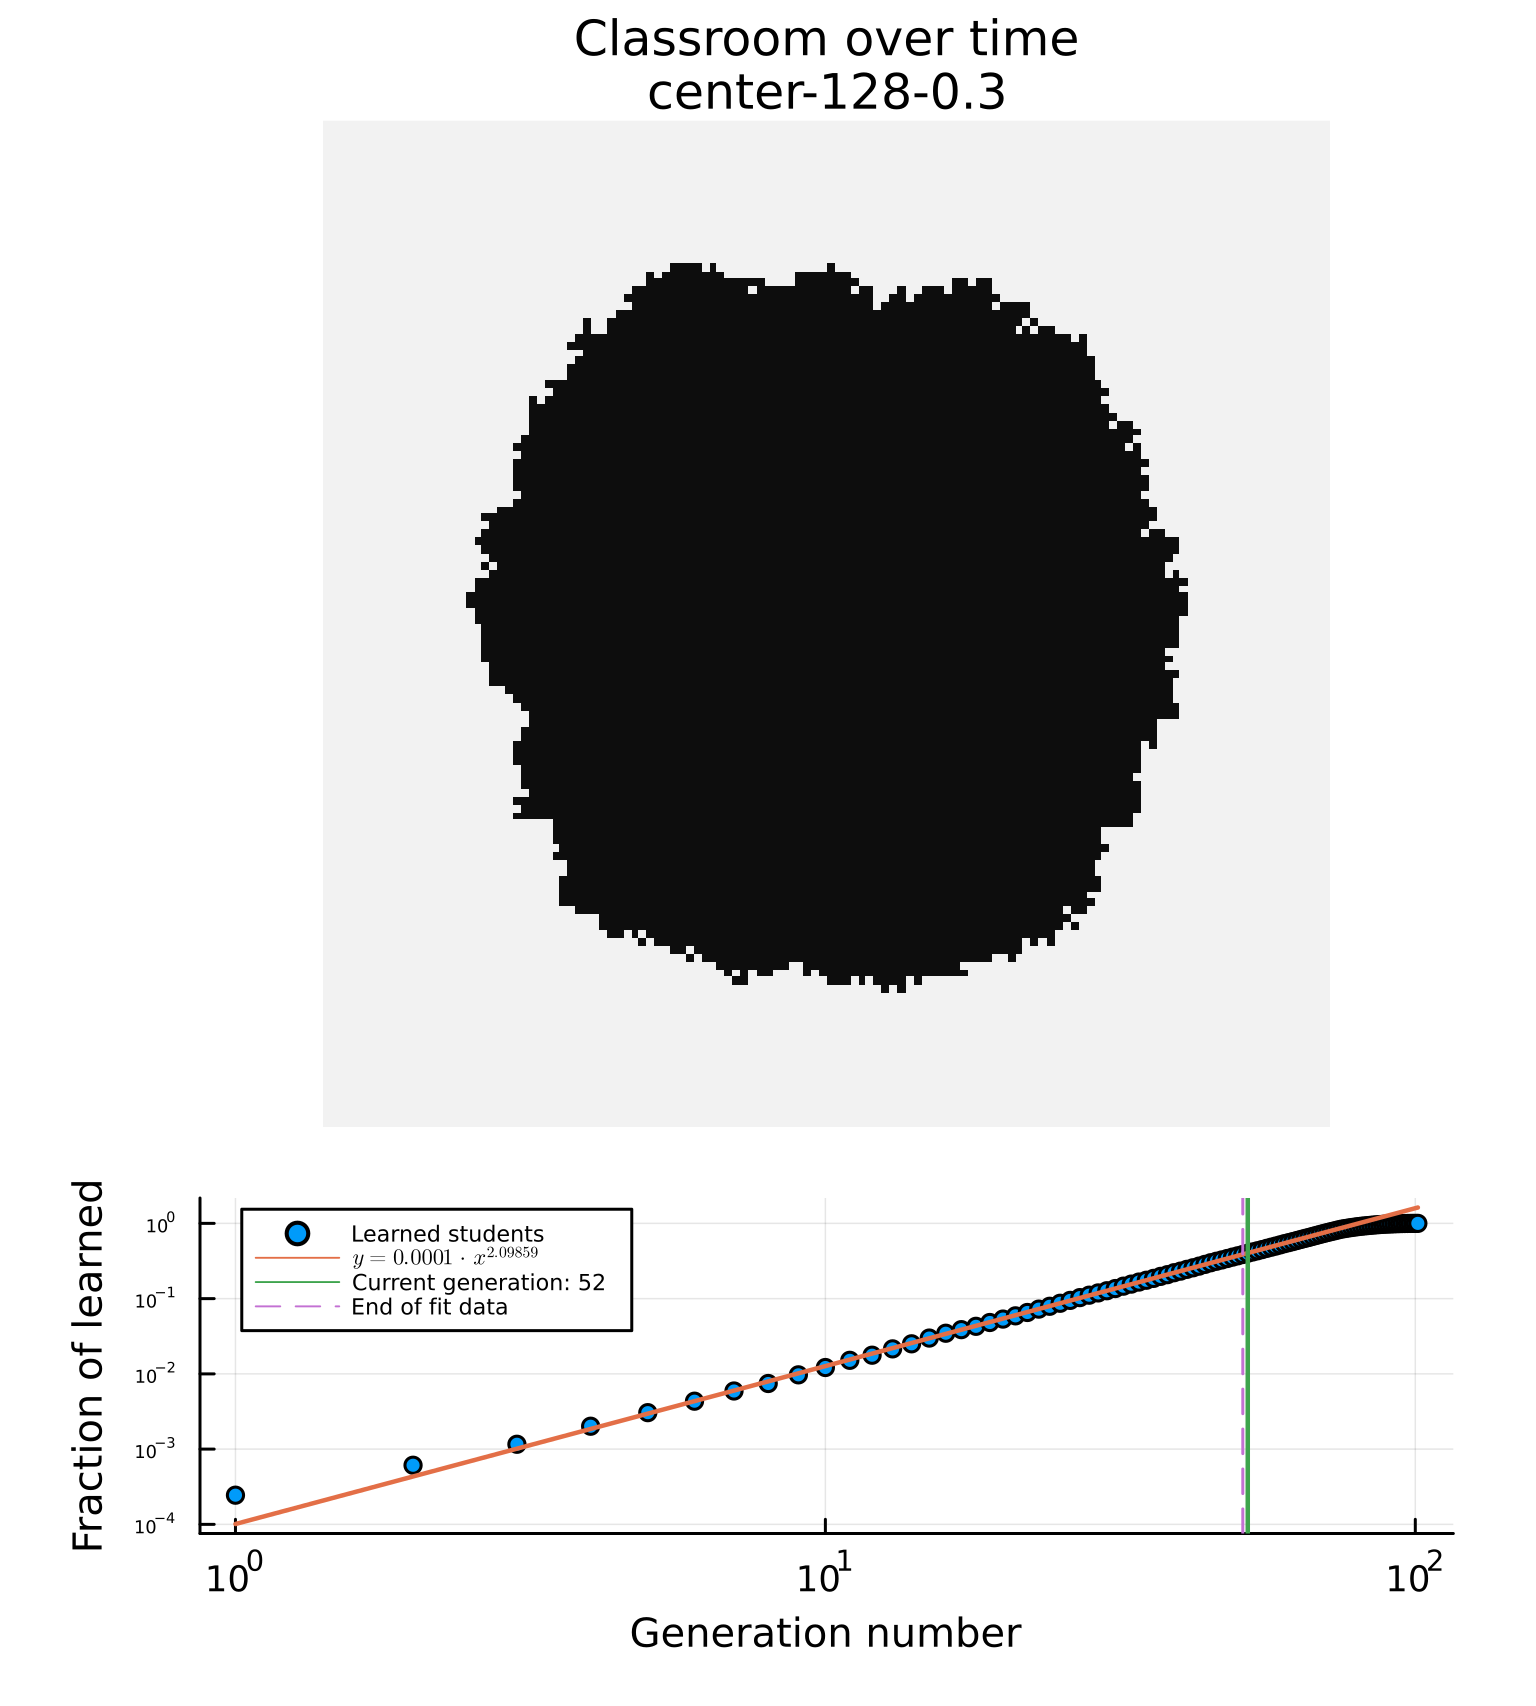 Classroom over time
center-128-0.3
Fraction of learned
10^0
10^-1
10^-2
10^-3
10^-4
Learned students
y = 0.0001 · x^2.09859
Current generation: 52
End of fit data
10^0 10^1 10^2
Generation number